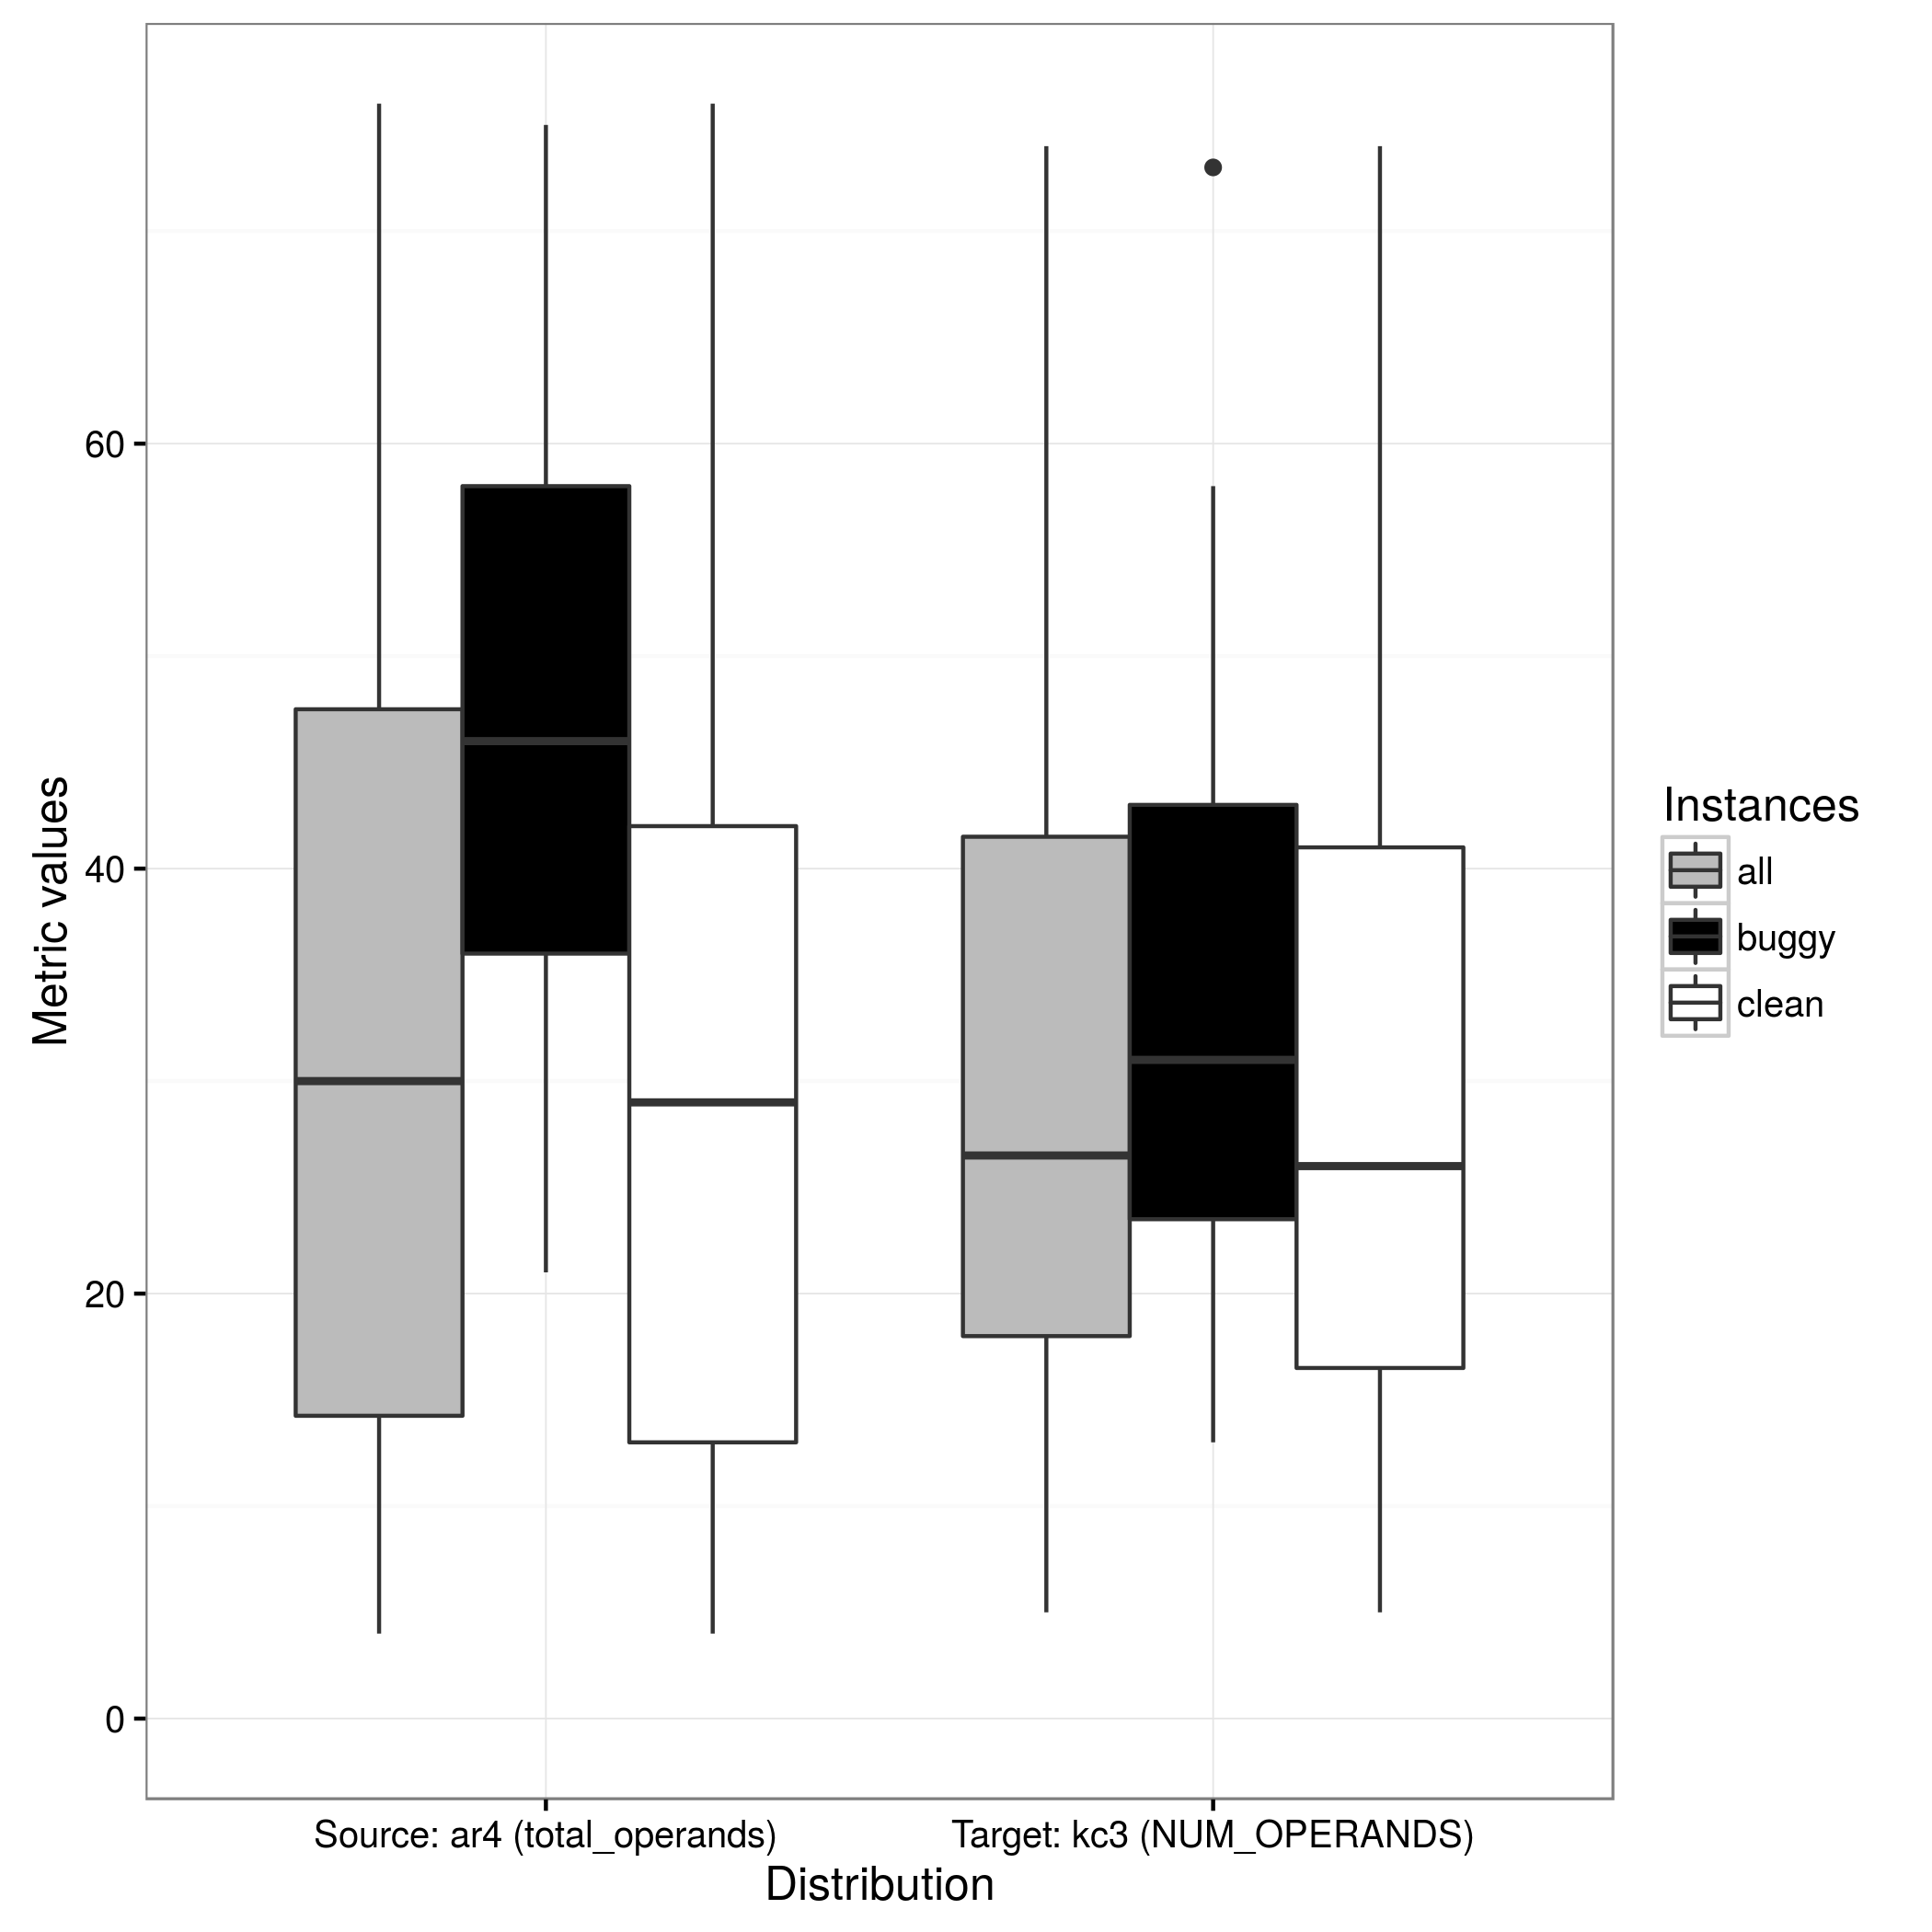 Metric values
60
40
20
0
Source: ar4 (total_operands)
Target: kc3 (NUM_OPERANDS)
Distribution
Instances
all
buggy
clean